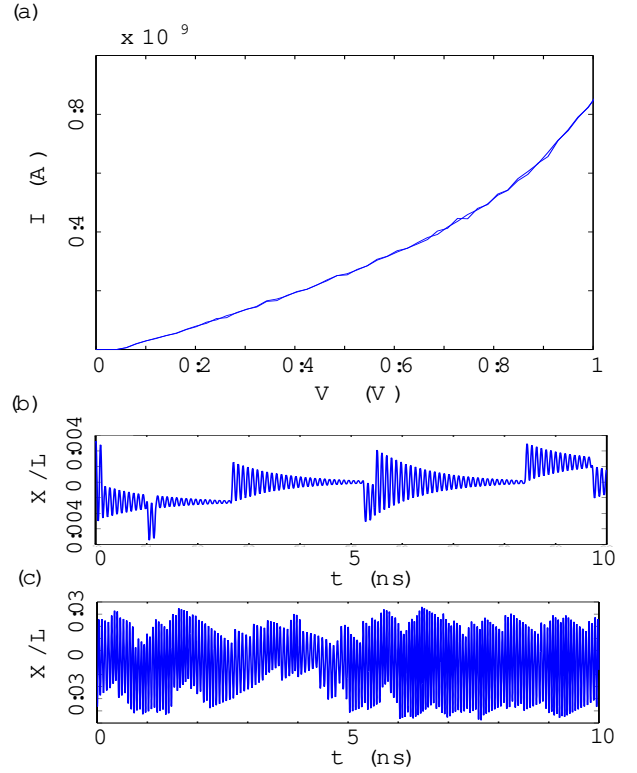 (a)
x 10 9
0:8
0:4
I (A)
0 0:2 0:4 0:6 0:8 1
V (V)
(b)
0:004 0 0:004
X/L
0 5 10
t (ns)
(c)
0:03 0 0:03
X/L
0 5 10
t (ns)